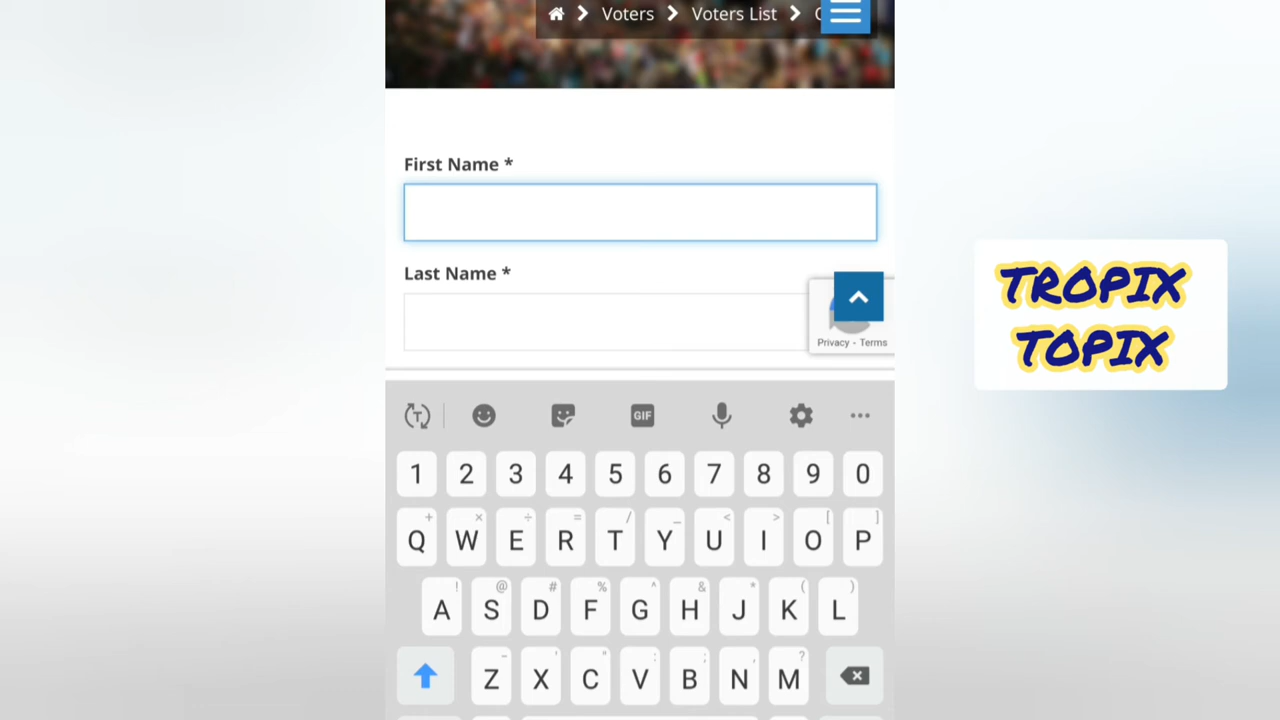 Voters Voters List
First Name *
Last Name *
Privacy - Terms
TROPIX
TOPIX
T GIF
1 2 3 4 5 6 7 8 9 0
+ × ÷ = / _ < > [ ]
Q W E R T Y U I O P
! @ # % ^ & * ( )
A S D F G H J K L
- ' " : ; , ?
Z X C V B N M